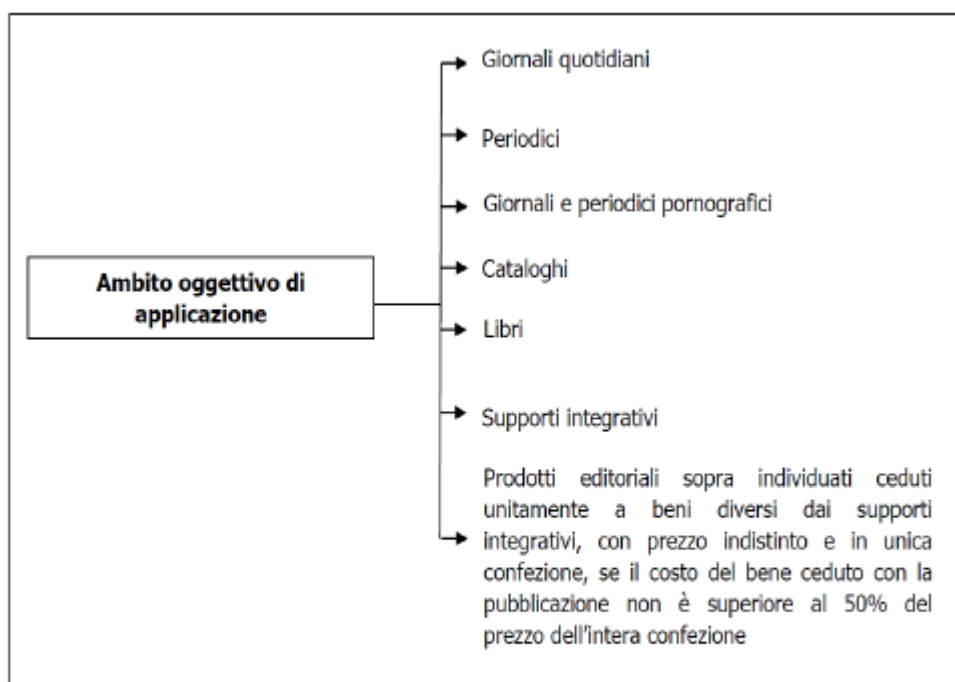 Giornali quotidiani
Periodici
Giornali e periodici pornografici
Ambito oggettivo di
applicazione
Cataloghi
Libri
Supporti integrativi
Prodotti editoriali sopra individuati ceduti
unitamente a beni diversi dai supporti
integrativi, con prezzo indistinto e in unica
confezione, se il costo del bene ceduto con la
pubblicazione non è superiore al 50% del
prezzo dell'intera confezione